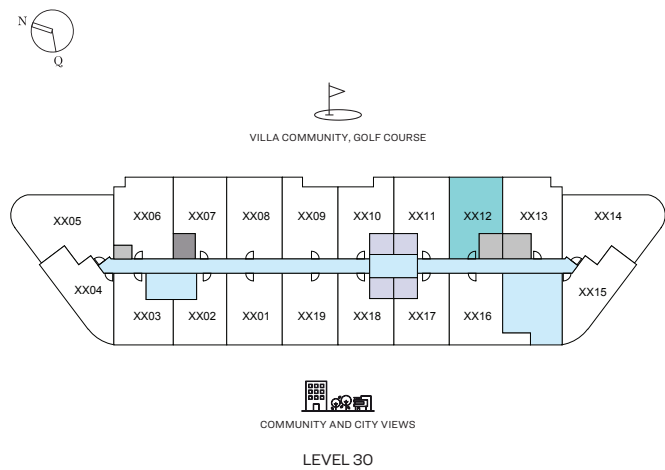 N
Q
VILLA COMMUNITY, GOLF COURSE
XX05 XX06 XX07 XX08 XX09 XX10 XX11 XX12 XX13 XX14
XX04 XX03 XX02 XX01 XX19 XX18 XX17 XX16 XX15
COMMUNITY AND CITY VIEWS
LEVEL 30